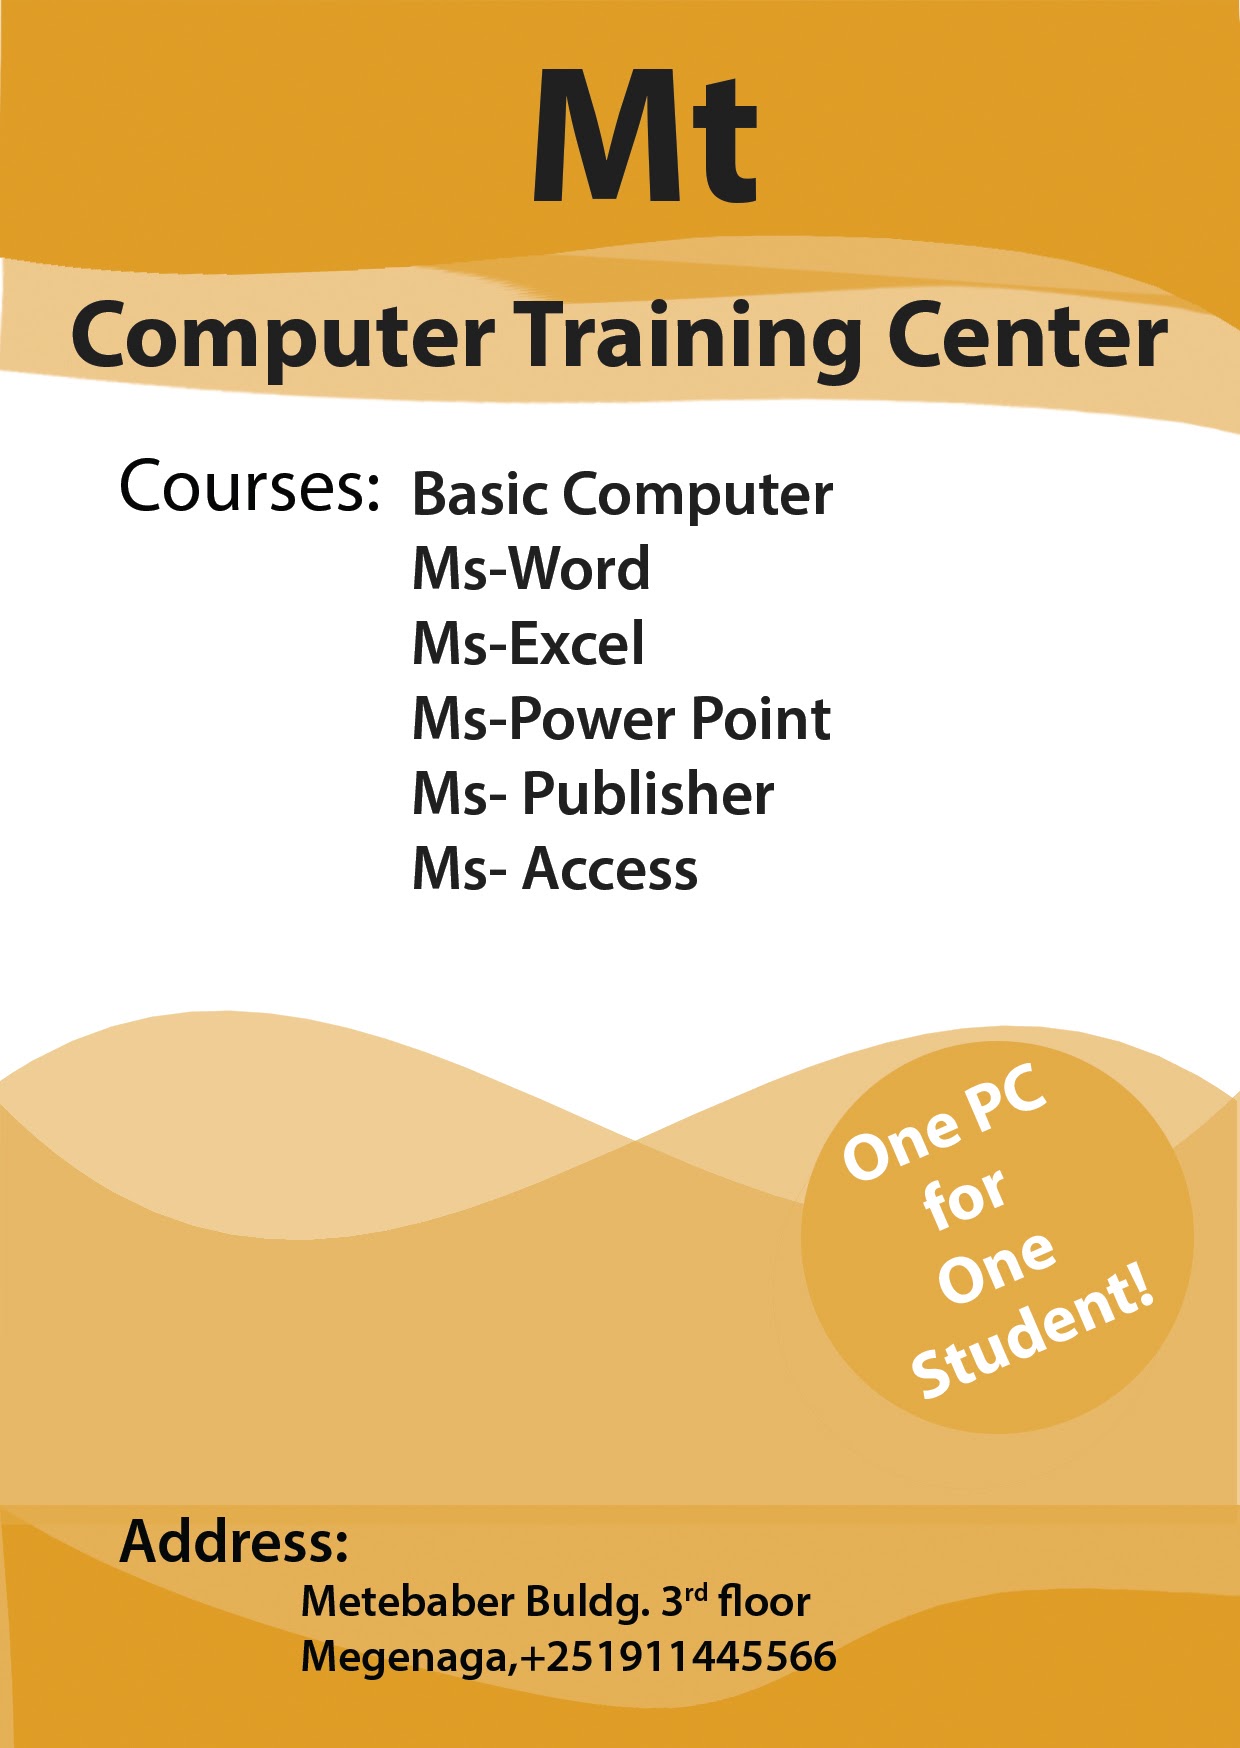 Mt
Computer Training Center
Courses: Basic Computer
Ms-Word
Ms-Excel
Ms-Power Point
Ms- Publisher
Ms- Access
One PC
for
One
Student!
Address:
Metebaber Buldg. 3rd floor
Megenaga,+251911445566